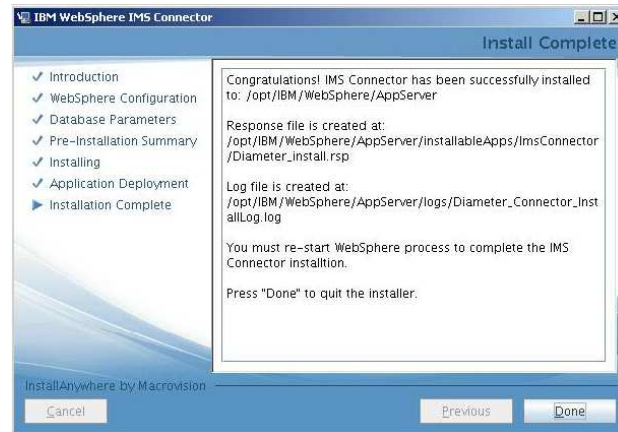 IBM WebSphere IMS Connector
Install Complete
Introduction
WebSphere Configuration
Database Parameters
Pre-Installation Summary
Installing
Application Deployment
Installation Complete
Congratulations! IMS Connector has been successfully installed
to: /opt/IBM/WebSphere/AppServer
Response file is created at:
/opt/IBM/WebSphere/AppServer/installableApps/ImsConnector
/Diameter_install.rsp
Log file is created at:
/opt/IBM/WebSphere/AppServer/logs/Diameter_Connector_Inst
allLog.log
You must re-start WebSphere process to complete the IMS
Connector installtion.
Press "Done" to quit the installer.
InstallAnywhere by Macrovision
Cancel
Previous
Done